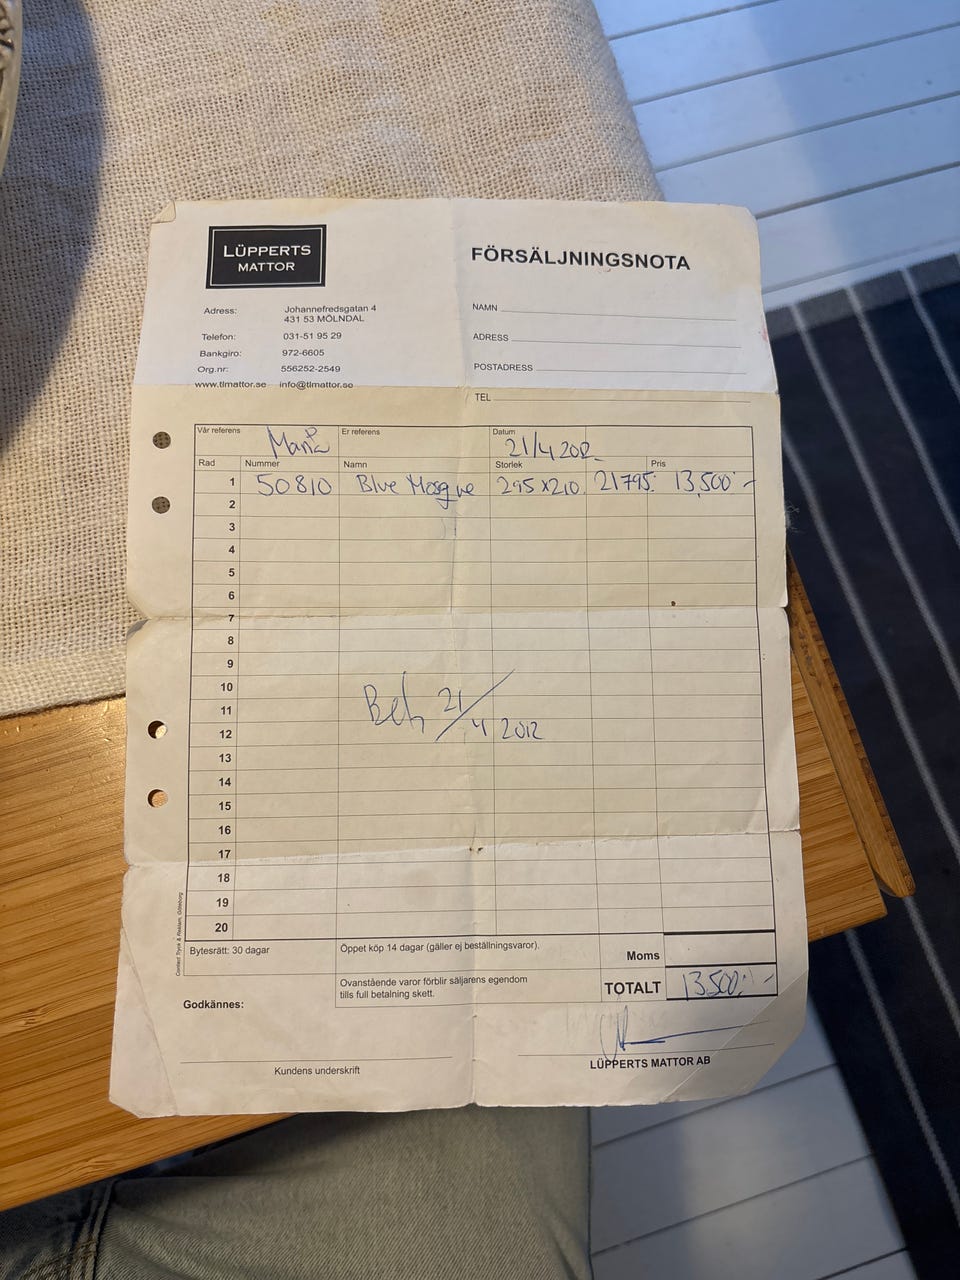 LÜPPERTS
MATTOR
FÖRSÄLJNINGSNOTA
Adress: Johannefredsgatan 4
431 53 MÖLNDAL
Telefon: 031-51 95 29
Bankgiro: 972-6605
Org.nr: 556252-2549
www.tlmattor.se info@tlmattor.se
NAMN
ADRESS
POSTADRESS
TEL
Vår referens Er referens Datum
21/4 2012
Rad Nummer Namn Storlek Pris
1 50810 Blue Mosque 295x210 21795: 13,500:-
2
3
4
5
6
7
8
9
10
11
12
13
14
15
16
17
18
19
20
Bet 21/4 2012
Bytesrätt: 30 dagar
Öppet köp 14 dagar (gäller ej beställningsvaror).
Moms
Ovanstående varor förblir säljarens egendom
tills full betalning skett.
TOTALT 13,500:-
Godkännes:
Kundens underskrift
LÜPPERTS MATTOR AB
Contact Tryck & Reklam, Göteborg